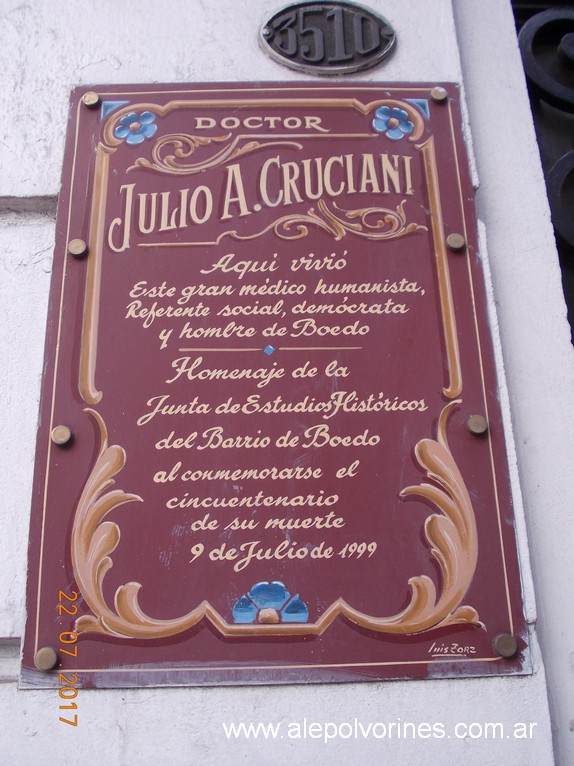 3510
DOCTOR
JULIO A. CRUCIANI
Aquí vivió
Este gran médico humanista,
Referente social, demócrata
y hombre de Boedo
Homenaje de la
Junta de Estudios Históricos
del Barrio de Boedo
al conmemorarse el
cincuentenario
de su muerte
9 de Julio de 1999
Luis Zorz
22 07 2017
www.alepolvorines.com.ar